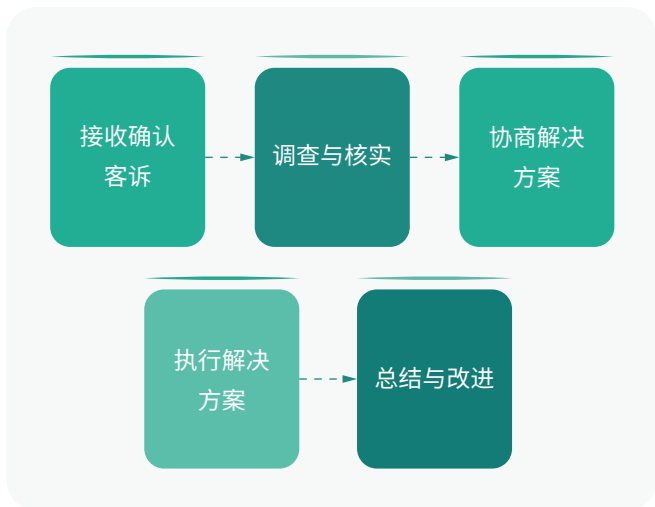 接收确认
客诉
调查与核实
协商解决
方案
执行解决
方案
总结与改进